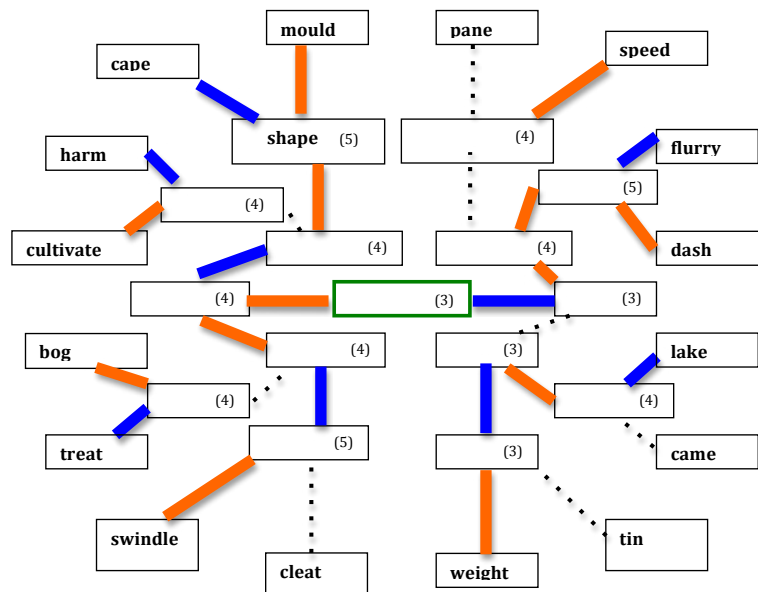 mould
pane
cape
speed
shape (5)
(4)
harm
flurry
(4)
(5)
cultivate
(4)
(4)
dash
(4)
(3)
(3)
bog
(4)
(3)
lake
(4)
(4)
treat
(5)
(3)
came
swindle
cleat
weight
tin